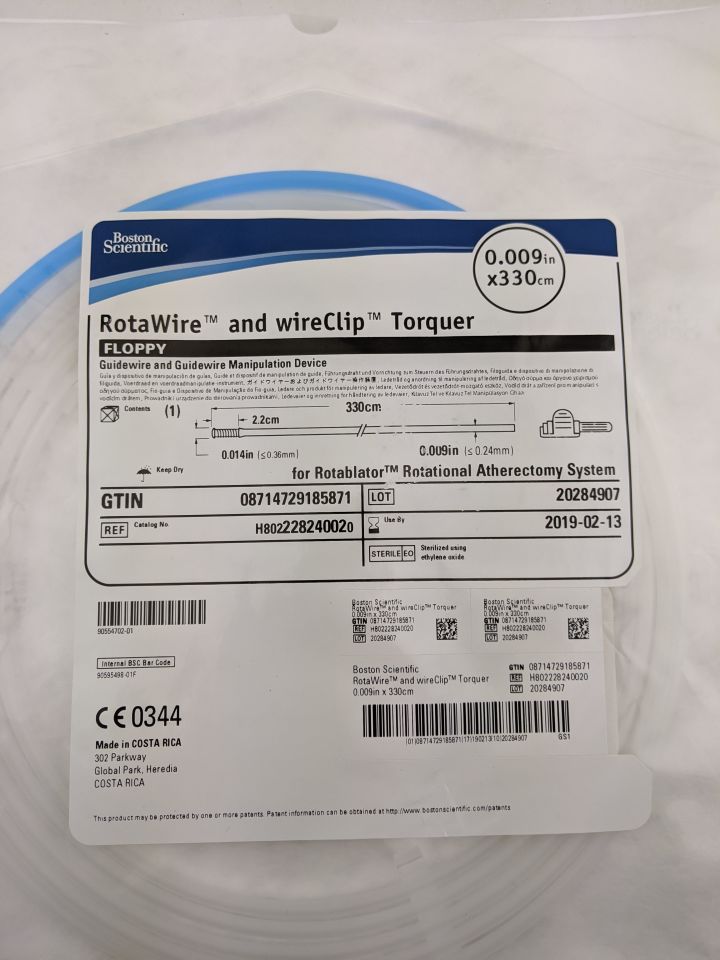 Boston
Scientific
0.009in
x330cm
RotaWire™ and wireClip™ Torquer
FLOPPY
Guidewire and Guidewire Manipulation Device
Contents (1)
330cm
2.2cm
0.014in (≤0.36mm)
0.009in (≤0.24mm)
Keep Dry
for Rotablator™ Rotational Atherectomy System
GTIN 08714729185871
LOT 20284907
REF Catalog No. H802228240020
Use By 2019-02-13
STERILE EO Sterilized using
ethylene oxide
90554702-01
Internal BSC Bar Code
90595498-01F
Boston Scientific
RotaWire™ and wireClip™ Torquer
0.009in x 330cm
GTIN 08714729185871
REF H802228240020
LOT 20284907
Boston Scientific
RotaWire™ and wireClip™ Torquer
0.009in x 330cm
GTIN 08714729185871
REF H802228240020
LOT 20284907
Boston Scientific
RotaWire™ and wireClip™ Torquer
0.009in x 330cm
GTIN 08714729185871
REF H802228240020
LOT 20284907
(01)08714729185871(17)190213(10)20284907 GS1
CE 0344
Made in COSTA RICA
302 Parkway
Global Park, Heredia
COSTA RICA
This product may be protected by one or more patents. Patent information can be obtained at http://www.bostonscientific.com/patents